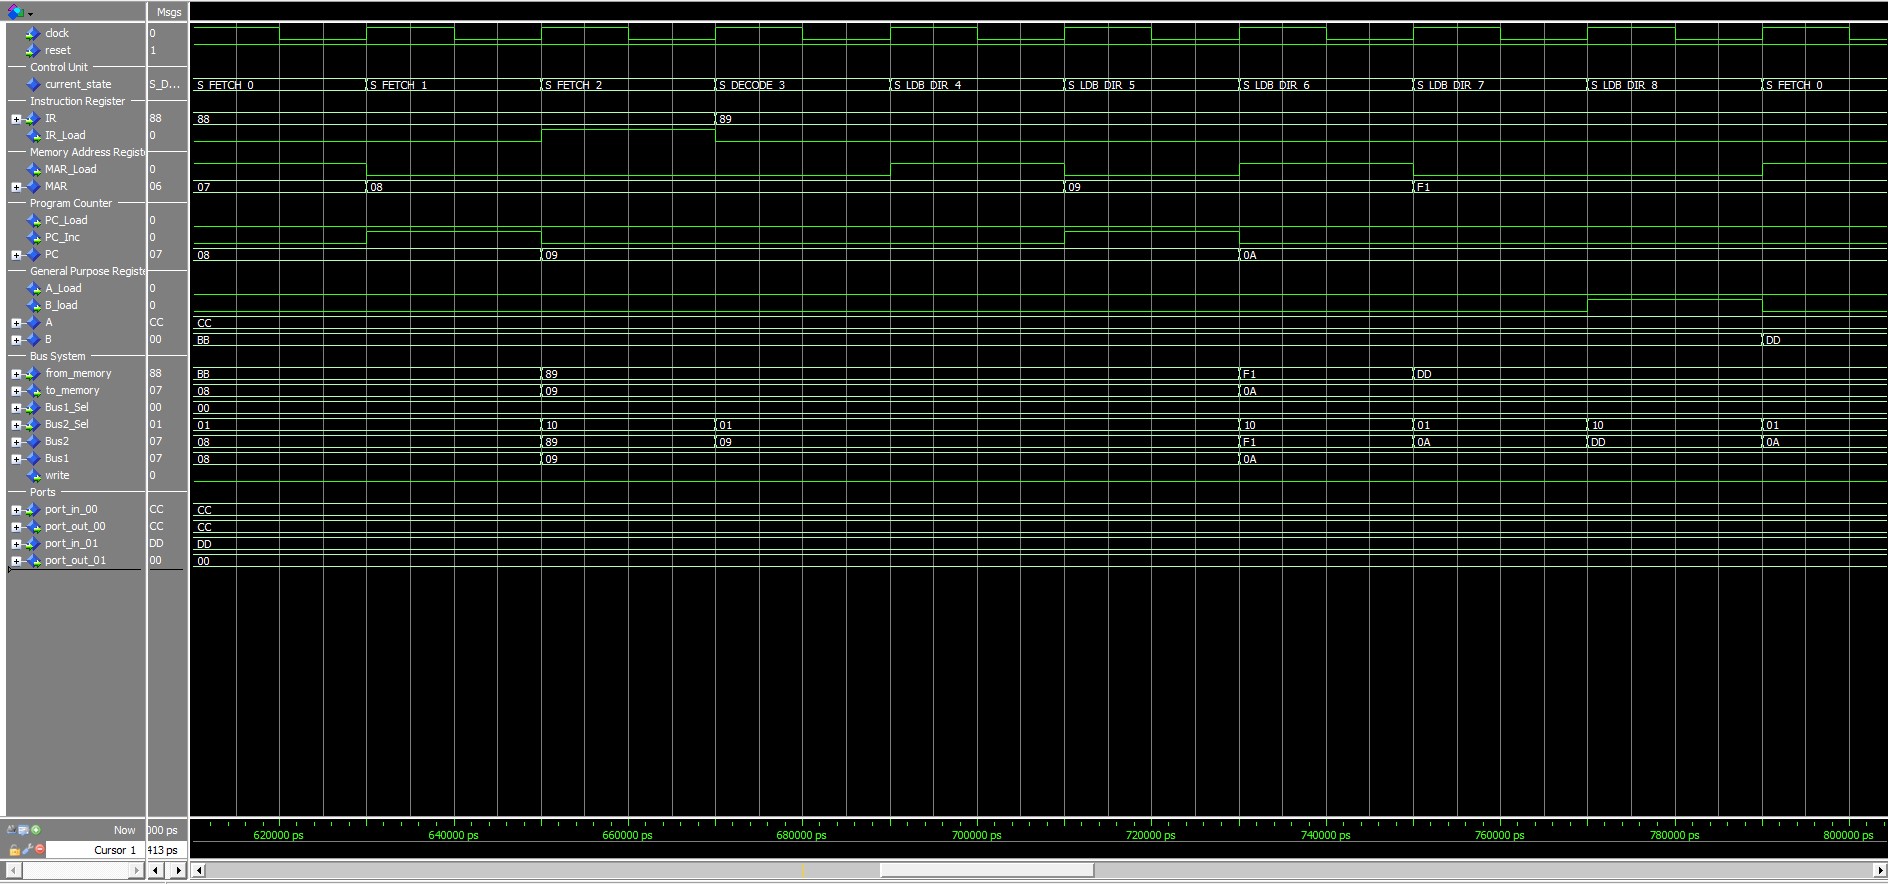 Msgs
clock 0
reset 1
Control Unit
current_state S_D... S_FETCH_0 S_FETCH_1 S_FETCH_2 S_DECODE_3 S_LDB_DIR_4 S_LDB_DIR_5 S_LDB_DIR_6 S_LDB_DIR_7 S_LDB_DIR_8 S_FETCH_0
Instruction Register
IR 88 88 89
IR_Load 0
Memory Address Regist
MAR_Load 0
MAR 06 07 08 09 F1
Program Counter
PC_Load 0
PC_Inc 0
PC 07 08 09 0A
General Purpose Registe
A_Load 0
B_load 0
A CC CC
B 00 BB DD
Bus System
from_memory 88 BB 89 F1 DD
to_memory 07 08 09 0A
Bus1_Sel 00 00
Bus2_Sel 01 01 10 01 10 01 10 01
Bus2 07 08 89 09 F1 0A DD 0A
Bus1 07 08 09 0A
write 0
Ports
port_in_00 CC CC
port_out_00 CC CC
port_in_01 DD DD
port_out_01 00 00
Now 000 ps 620000 ps 640000 ps 660000 ps 680000 ps 700000 ps 720000 ps 740000 ps 760000 ps 780000 ps 800000 ps
Cursor 1 413 ps